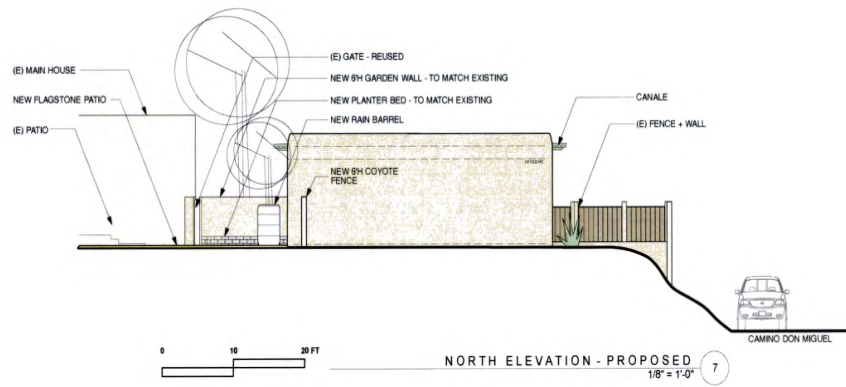 (E) MAIN HOUSE
NEW FLAGSTONE PATIO
(E) PATIO
(E) GATE - REUSED
NEW 6'H GARDEN WALL - TO MATCH EXISTING
NEW PLANTER BED - TO MATCH EXISTING
NEW RAIN BARREL
NEW 6'H COYOTE
FENCE
CANALE
(E) FENCE + WALL
CAMINO DON MIGUEL
0 10 20 FT
NORTH ELEVATION - PROPOSED
1/8" = 1'-0"
7